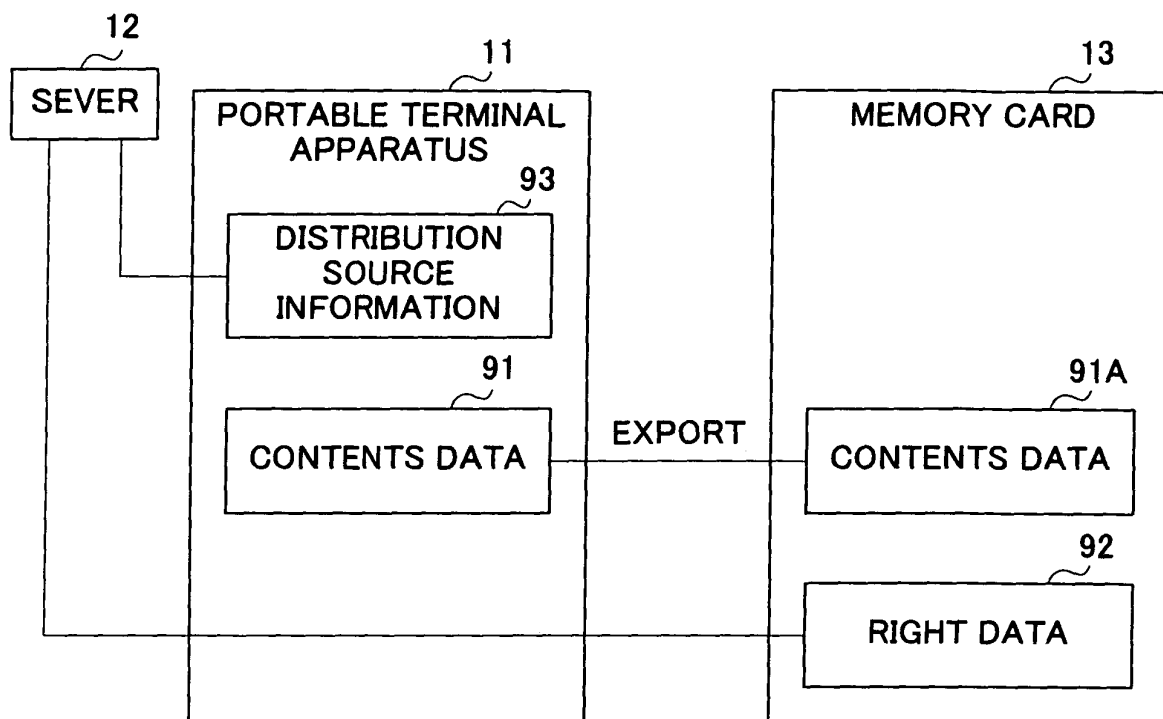 12
SEVER
11
PORTABLE TERMINAL
APPARATUS
13
MEMORY CARD
93
DISTRIBUTION
SOURCE
INFORMATION
91
CONTENTS DATA
EXPORT
91A
CONTENTS DATA
92
RIGHT DATA